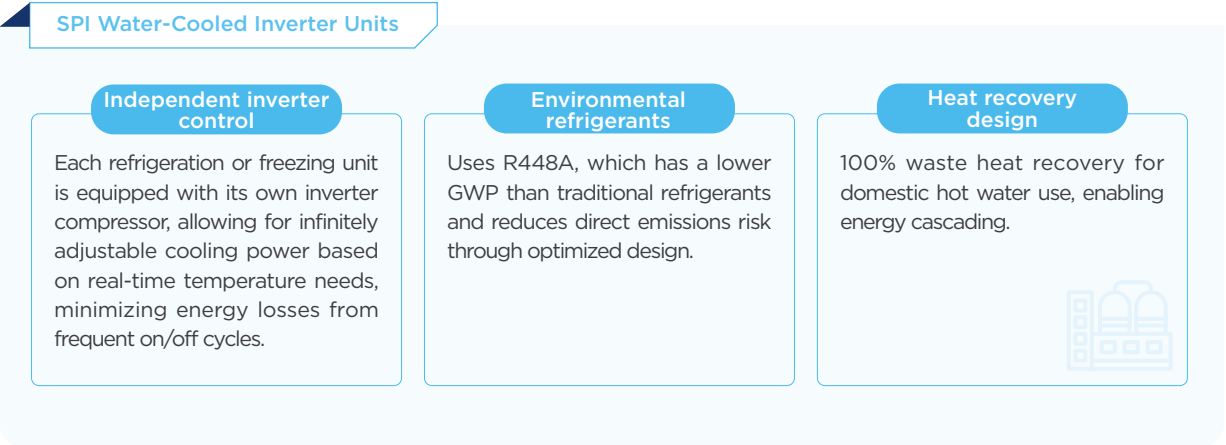 SPI Water-Cooled Inverter Units
Independent inverter
control
Each refrigeration or freezing unit
is equipped with its own inverter
compressor, allowing for infinitely
adjustable cooling power based
on real-time temperature needs,
minimizing energy losses from
frequent on/off cycles.
Environmental
refrigerants
Uses R448A, which has a lower
GWP than traditional refrigerants
and reduces direct emissions risk
through optimized design.
Heat recovery
design
100% waste heat recovery for
domestic hot water use, enabling
energy cascading.